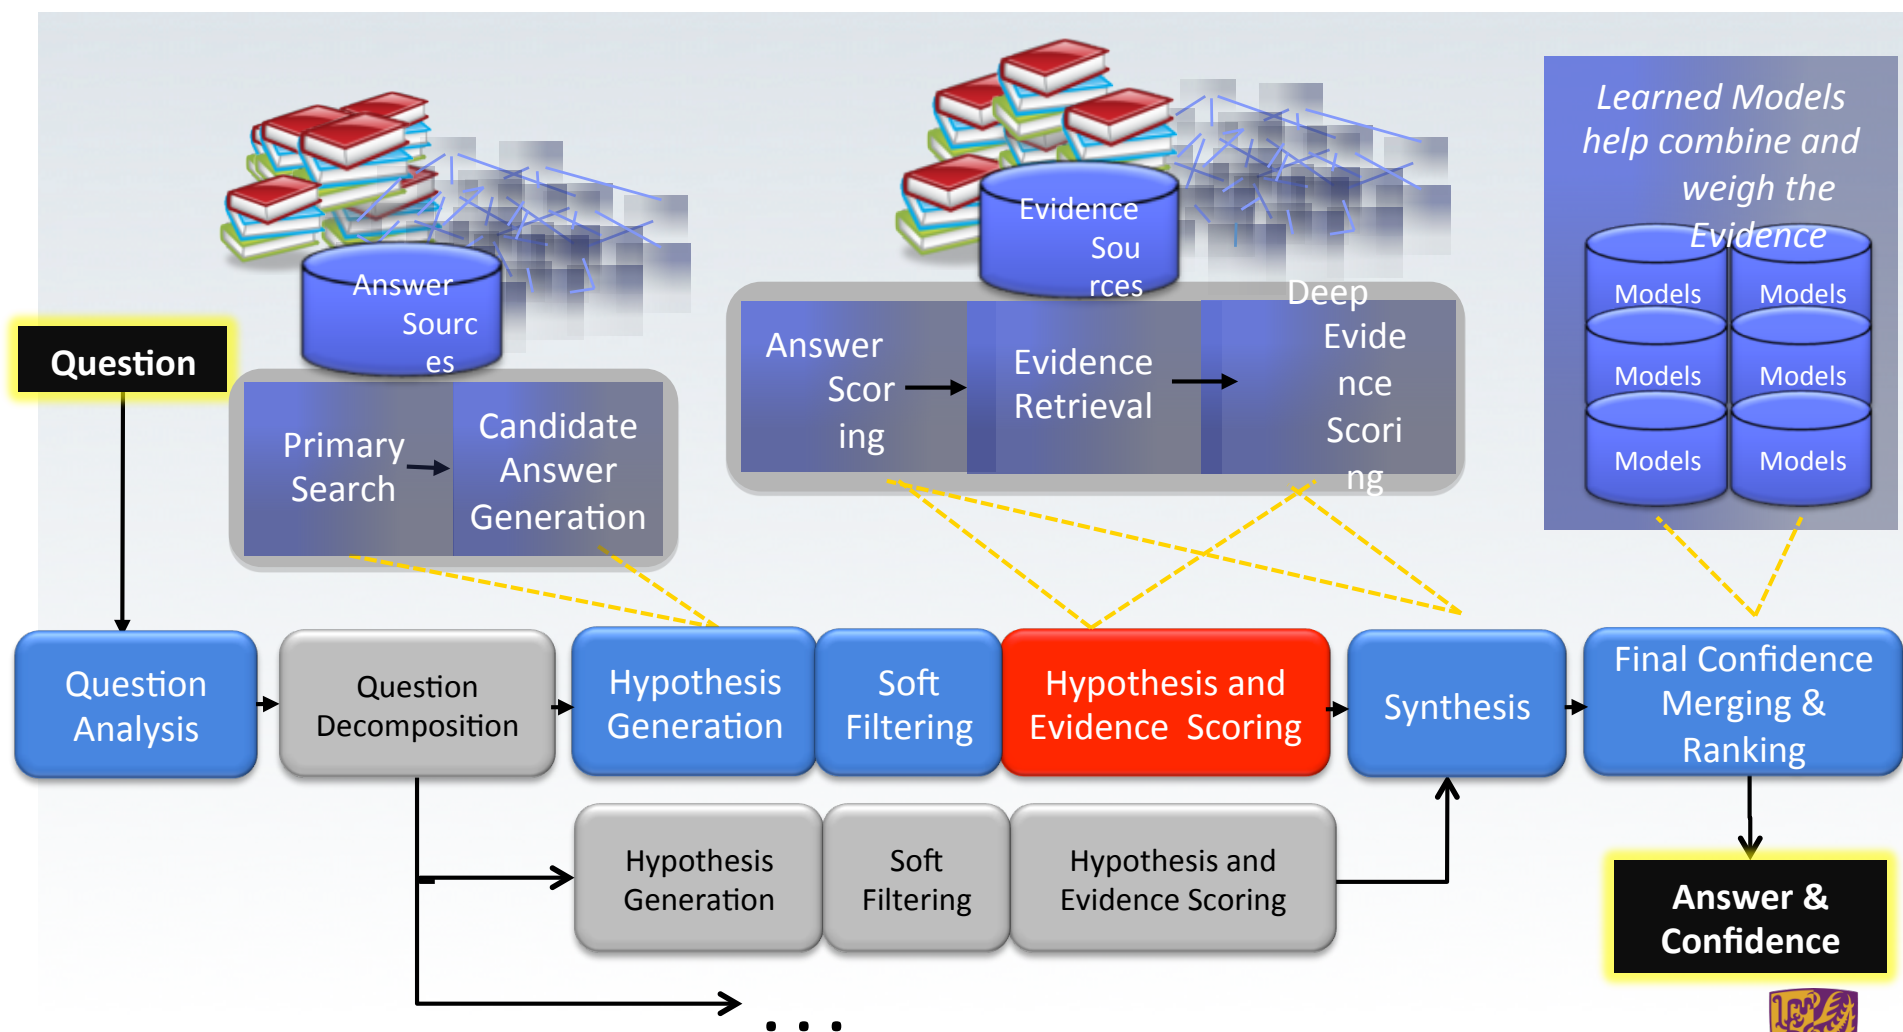 Learned Models
help combine and
weigh the
Evidence
Evidence
Sou
rces
Answer
Sourc
es
Models
Models
Models
Models
Models
Models
Question
Primary
Search
Candidate
Answer
Generation
Answer
Scor
ing
Evidence
Retrieval
Deep
Evide
nce
Scori
ng
Question
Analysis
Question
Decomposition
Hypothesis
Generation
Soft
Filtering
Hypothesis and
Evidence  Scoring
Synthesis
Final Confidence
Merging &
Ranking
Hypothesis
Generation
Soft
Filtering
Hypothesis and
Evidence Scoring
Answer &
Confidence
. . .